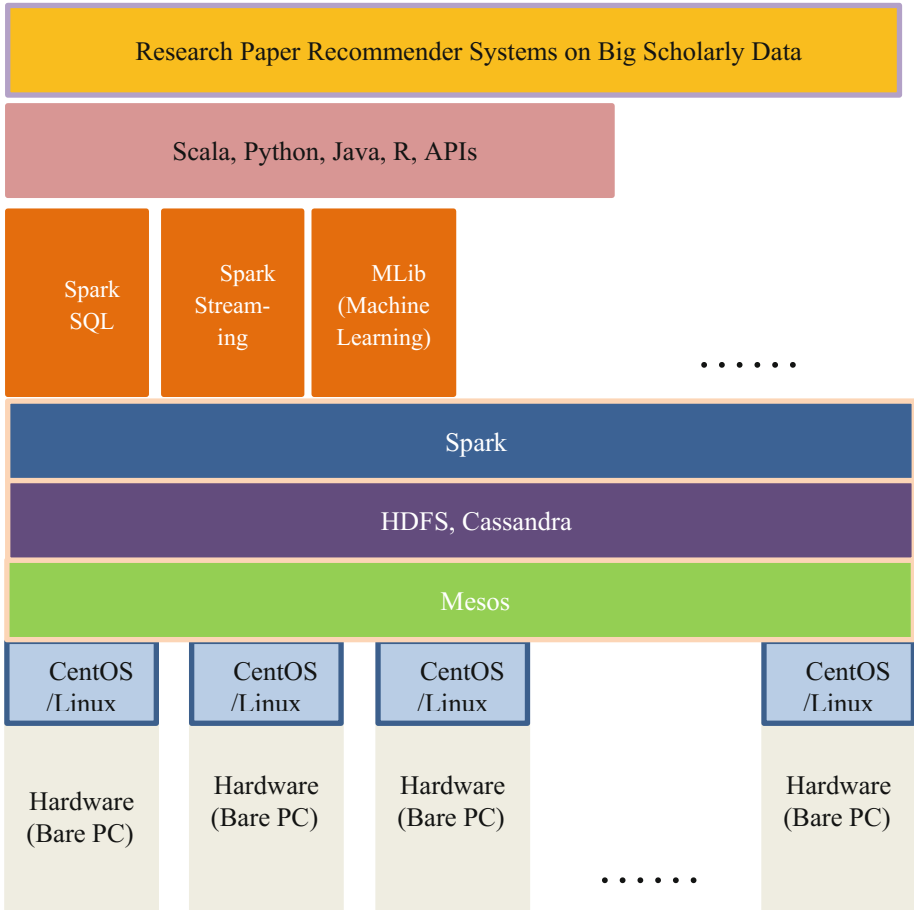 Research Paper Recommender Systems on Big Scholarly Data
Scala, Python, Java, R, APIs
Spark
SQL
Spark
Stream-
ing
MLib
(Machine
Learning)
......
Spark
HDFS, Cassandra
Mesos
CentOS
/Linux
CentOS
/Linux
CentOS
/Linux
CentOS
/Linux
Hardware
(Bare PC)
Hardware
(Bare PC)
Hardware
(Bare PC)
Hardware
(Bare PC)
......